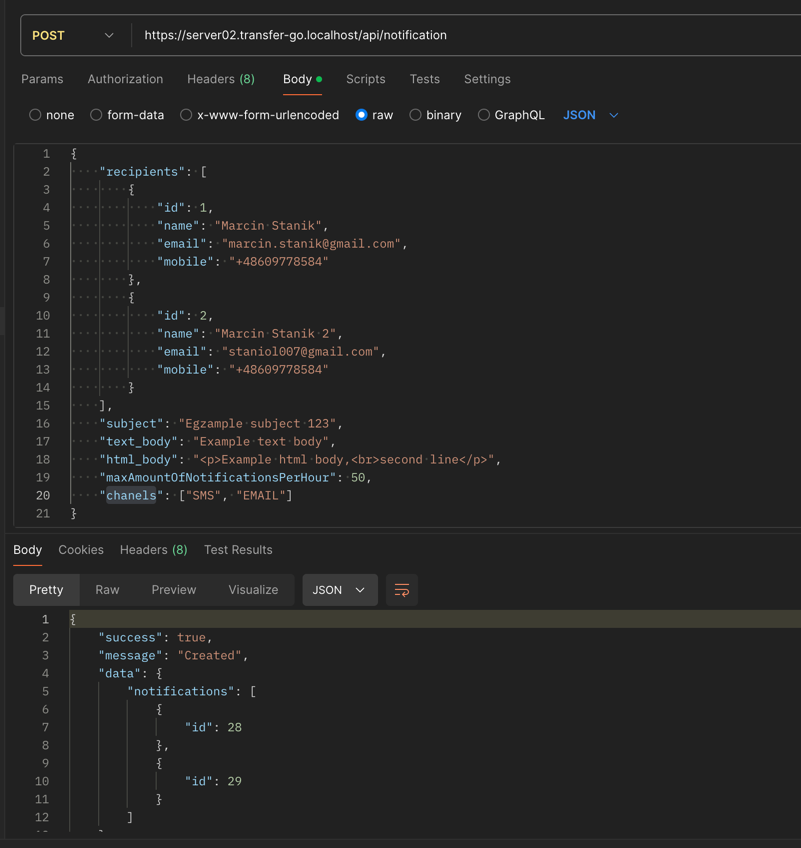 POST https://server02.transfer-go.localhost/api/notification
Params Authorization Headers (8) Body Scripts Tests Settings
none form-data x-www-form-urlencoded raw binary GraphQL JSON
1 {
2 "recipients": [
3 {
4 "id": 1,
5 "name": "Marcin Stanik",
6 "email": "marcin.stanik@gmail.com",
7 "mobile": "+48609778584"
8 },
9 {
10 "id": 2,
11 "name": "Marcin Stanik 2",
12 "email": "staniol007@gmail.com",
13 "mobile": "+48609778584"
14 }
15 ],
16 "subject": "Egzample subject 123",
17 "text_body": "Example text body",
18 "html_body": "<p>Example html body,<br>second line</p>",
19 "maxAmountOfNotificationsPerHour": 50,
20 "chanels": ["SMS", "EMAIL"]
21 }
Body Cookies Headers (8) Test Results
Pretty Raw Preview Visualize JSON
1 {
2 "success": true,
3 "message": "Created",
4 "data": {
5 "notifications": [
6 {
7 "id": 28
8 },
9 {
10 "id": 29
11 }
12 ]